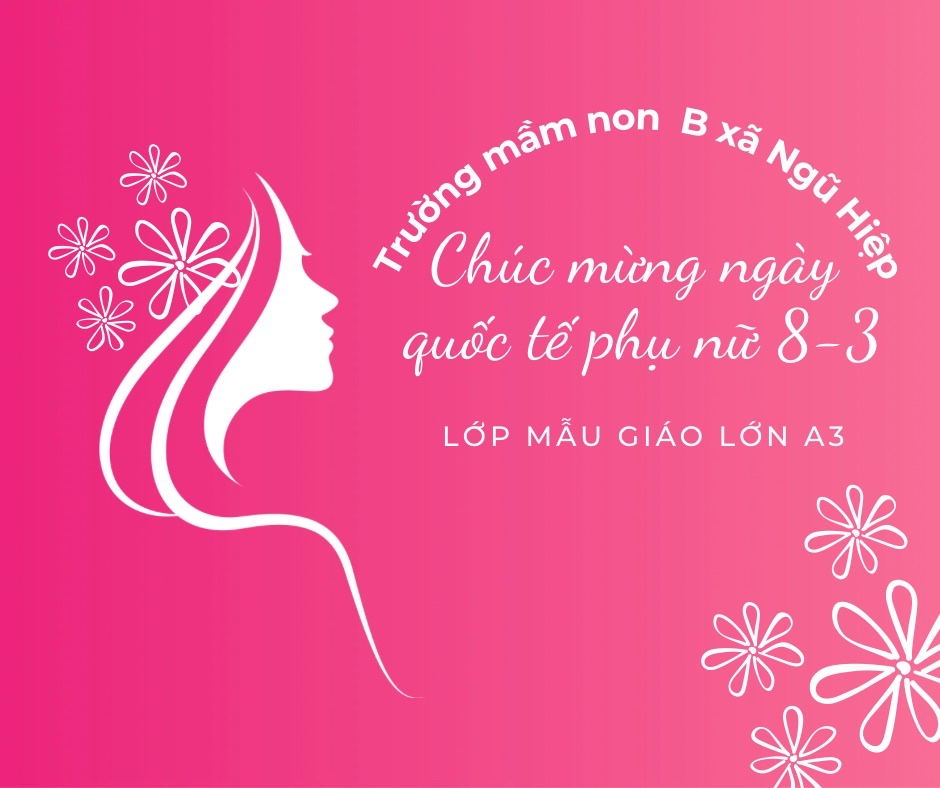 Trường mầm non B xã Ngũ Hiệp
Chúc mừng ngày
quốc tế phụ nữ 8-3
LỚP MẪU GIÁO LỚN A3